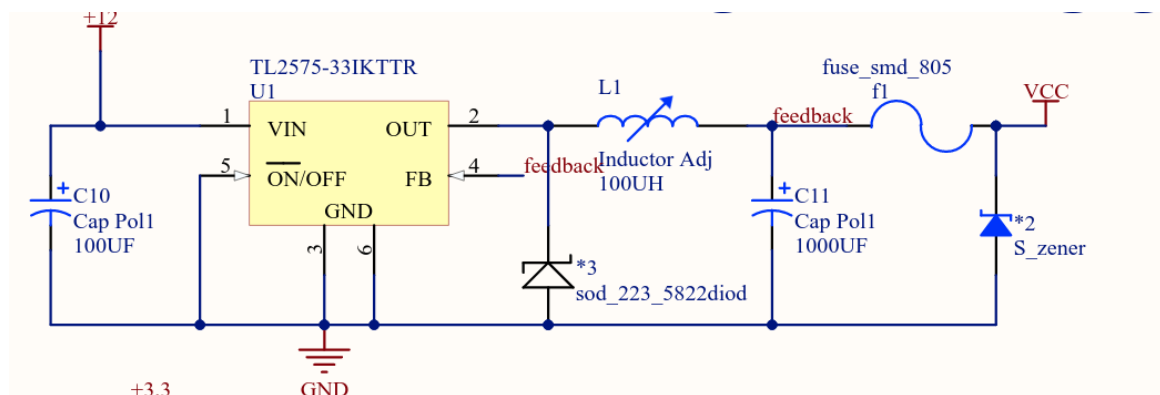 +12
TL2575-33IKTTR
U1
1
VIN
OUT
2
5
ON/OFF
FB
4
GND
3
6
feedback
L1
Inductor Adj
100UH
feedback
fuse_smd_805
f1
VCC
+
C10
Cap Pol1
100UF
+
C11
Cap Pol1
1000UF
*2
S_zener
*3
sod_223_5822diod
+3.3
GND